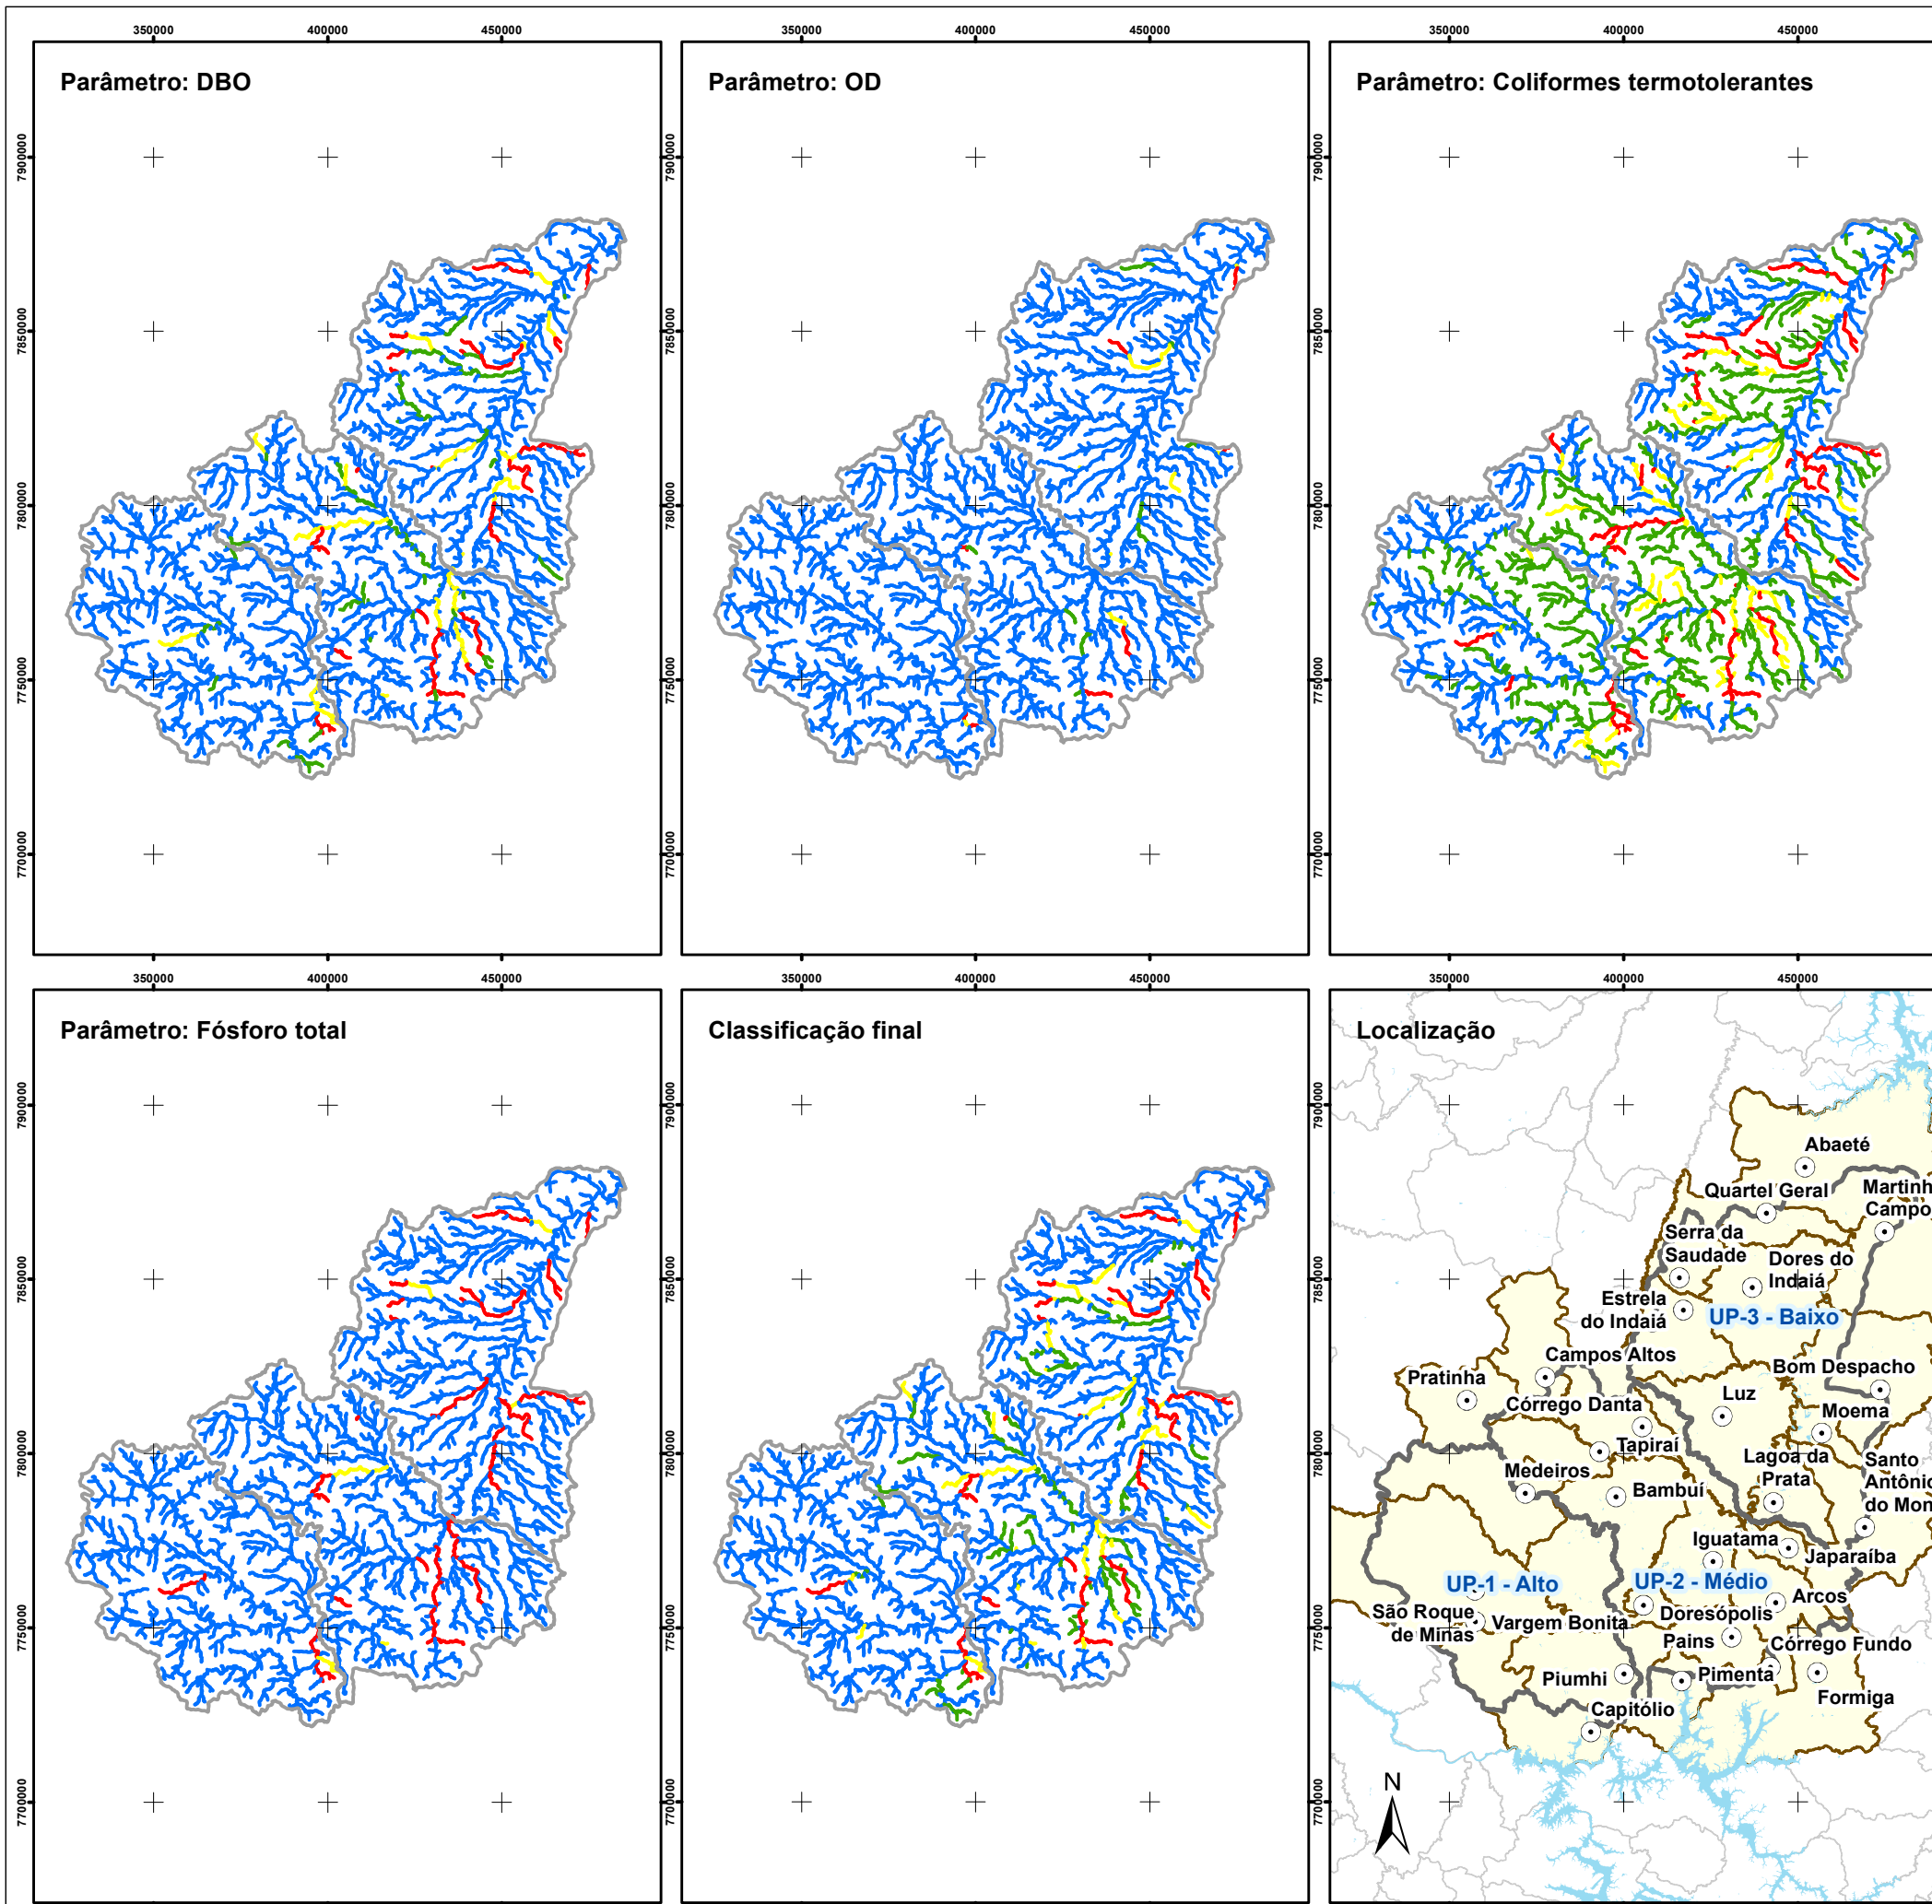 350000 400000 450000 350000 400000 450000 350000 400000 450000
Parâmetro: DBO
7900000
7850000
7800000
7750000
7700000
Parâmetro: OD
7900000
7850000
7800000
7750000
7700000
Parâmetro: Coliformes termotolerantes
7900000
7850000
7800000
7750000
7700000
350000 400000 450000 350000 400000 450000 350000 400000 450000
Parâmetro: Fósforo total
7900000
7850000
7800000
7750000
7700000
Classificação final
7900000
7850000
7800000
7750000
7700000
Localização
7900000
7850000
7800000
7750000
7700000
Abaeté
Quartel Geral
Martinh
Campo
Serra da
Saudade
Dores do
Indaiá
Estrela
do Indaiá
UP-3 - Baixo
Campos Altos
Bom Despacho
Pratinha
Luz
Córrego Danta
Moema
Tapiraí
Lagoa da
Prata
Santo
Antônio
do Mon
Medeiros
Bambuí
Iguatama
Japaraíba
UP-1 - Alto
UP-2 - Médio
Arcos
São Roque
de Minas
Vargem Bonita
Doresópolis
Pains
Córrego Fundo
Piumhi
Pimenta
Formiga
Capitólio
N